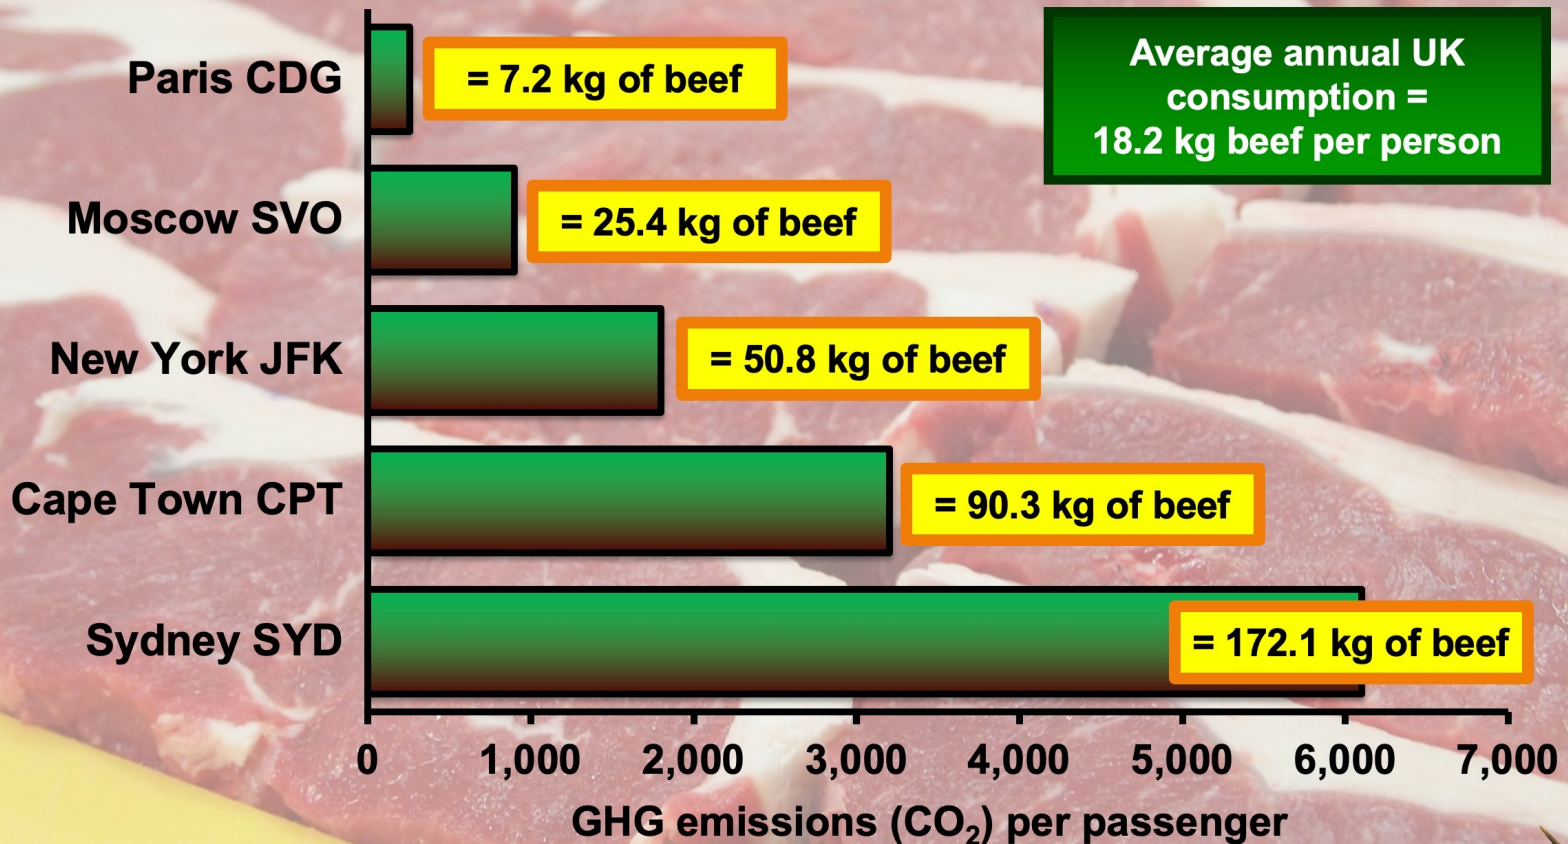 Average annual UK
consumption =
18.2 kg beef per person
Paris CDG
= 7.2 kg of beef
Moscow SVO
= 25.4 kg of beef
New York JFK
= 50.8 kg of beef
Cape Town CPT
= 90.3 kg of beef
Sydney SYD
= 172.1 kg of beef
0 1,000 2,000 3,000 4,000 5,000 6,000 7,000
GHG emissions (CO₂) per passenger